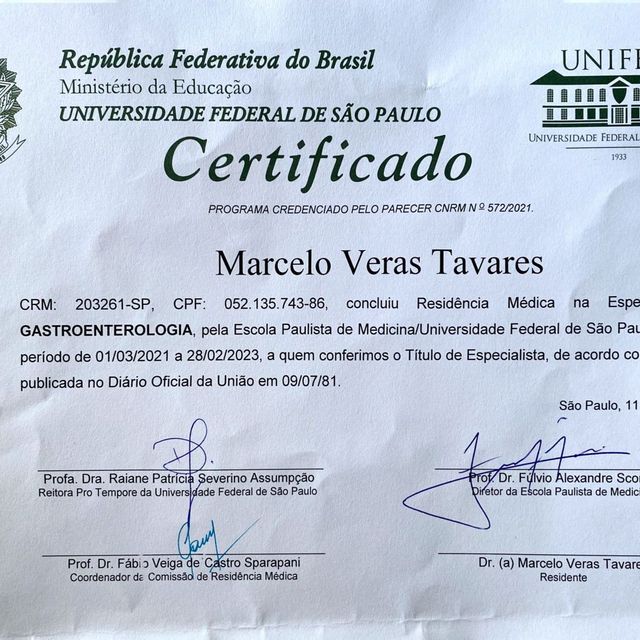 República Federativa do Brasil
Ministério da Educação
UNIVERSIDADE FEDERAL DE SÃO PAULO
UNIFE
UNIVERSIDADE FEDERAL
1933
Certificado
PROGRAMA CREDENCIADO PELO PARECER CNRM N º 572/2021.
Marcelo Veras Tavares
CRM: 203261-SP, CPF: 052.135.743-86, concluiu Residência Médica na Espe
GASTROENTEROLOGIA, pela Escola Paulista de Medicina/Universidade Federal de São Pau
período de 01/03/2021 a 28/02/2023, a quem conferimos o Título de Especialista, de acordo co
publicada no Diário Oficial da União em 09/07/81.
São Paulo, 11
Profa. Dra. Raiane Patrícia Severino Assumpção
Reitora Pro Tempore da Universidade Federal de São Paulo
Prof. Dr. Fúlvio Alexandre Scor
Diretor da Escola Paulista de Medici
Prof. Dr. Fábio Veiga de Castro Sparapani
Coordenador da Comissão de Residência Médica
Dr. (a) Marcelo Veras Tavare
Residente